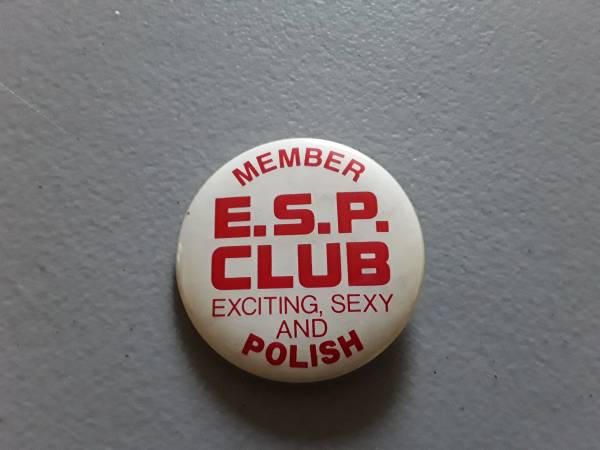 MEMBER
E.S.P.
CLUB
EXCITING, SEXY
AND
POLISH